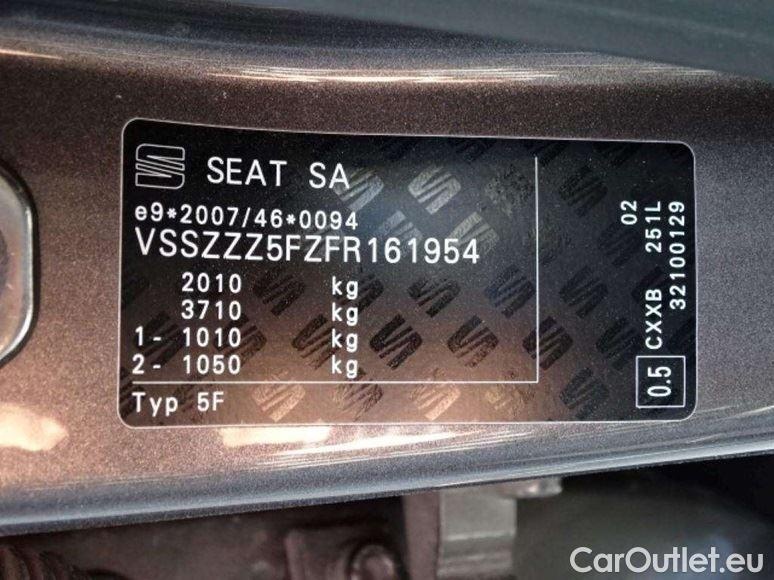 SEAT SA
e9*2007/46*0094
VSSZZZ5FZFR161954
2010 kg
3710 kg
1- 1010 kg
2- 1050 kg
Typ 5F
0.5 CXXB 251L 02
32100129
CarOutlet.eu